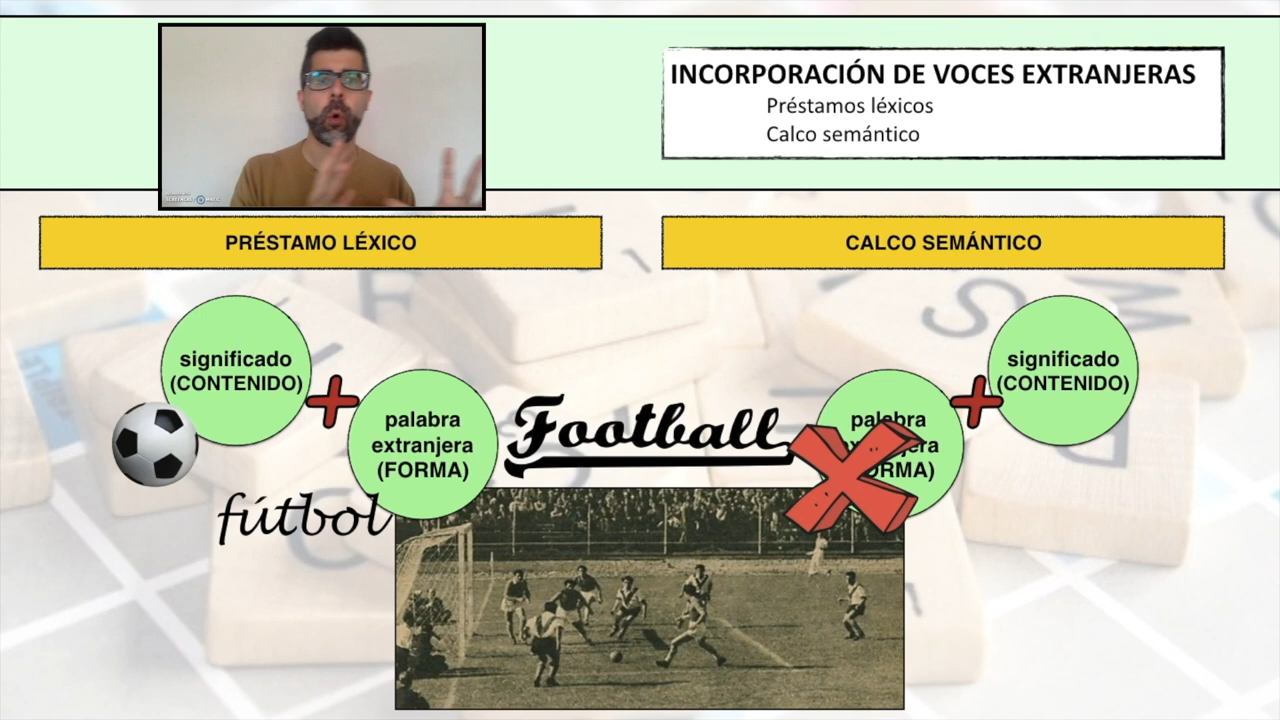 INCORPORACIÓN DE VOCES EXTRANJERAS
Préstamos léxicos
Calco semántico
PRÉSTAMO LÉXICO
CALCO SEMÁNTICO
significado
(CONTENIDO)
palabra
extranjera
(FORMA)
fútbol
Football
significado
(CONTENIDO)